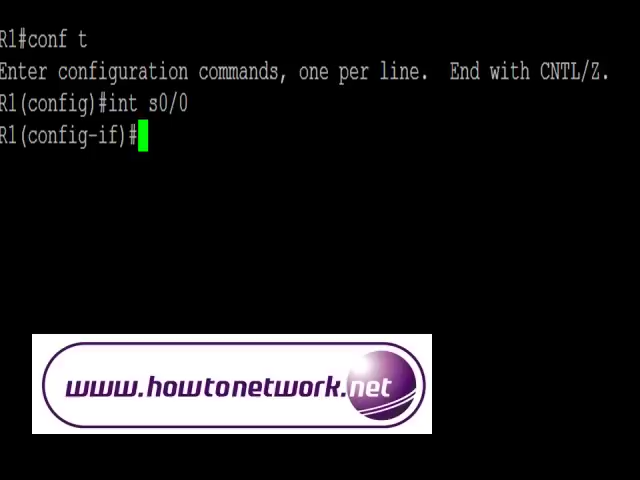 R1#conf t
Enter configuration commands, one per line.  End with CNTL/Z.
R1(config)#int s0/0
R1(config-if)#
www.howtonetwork.net